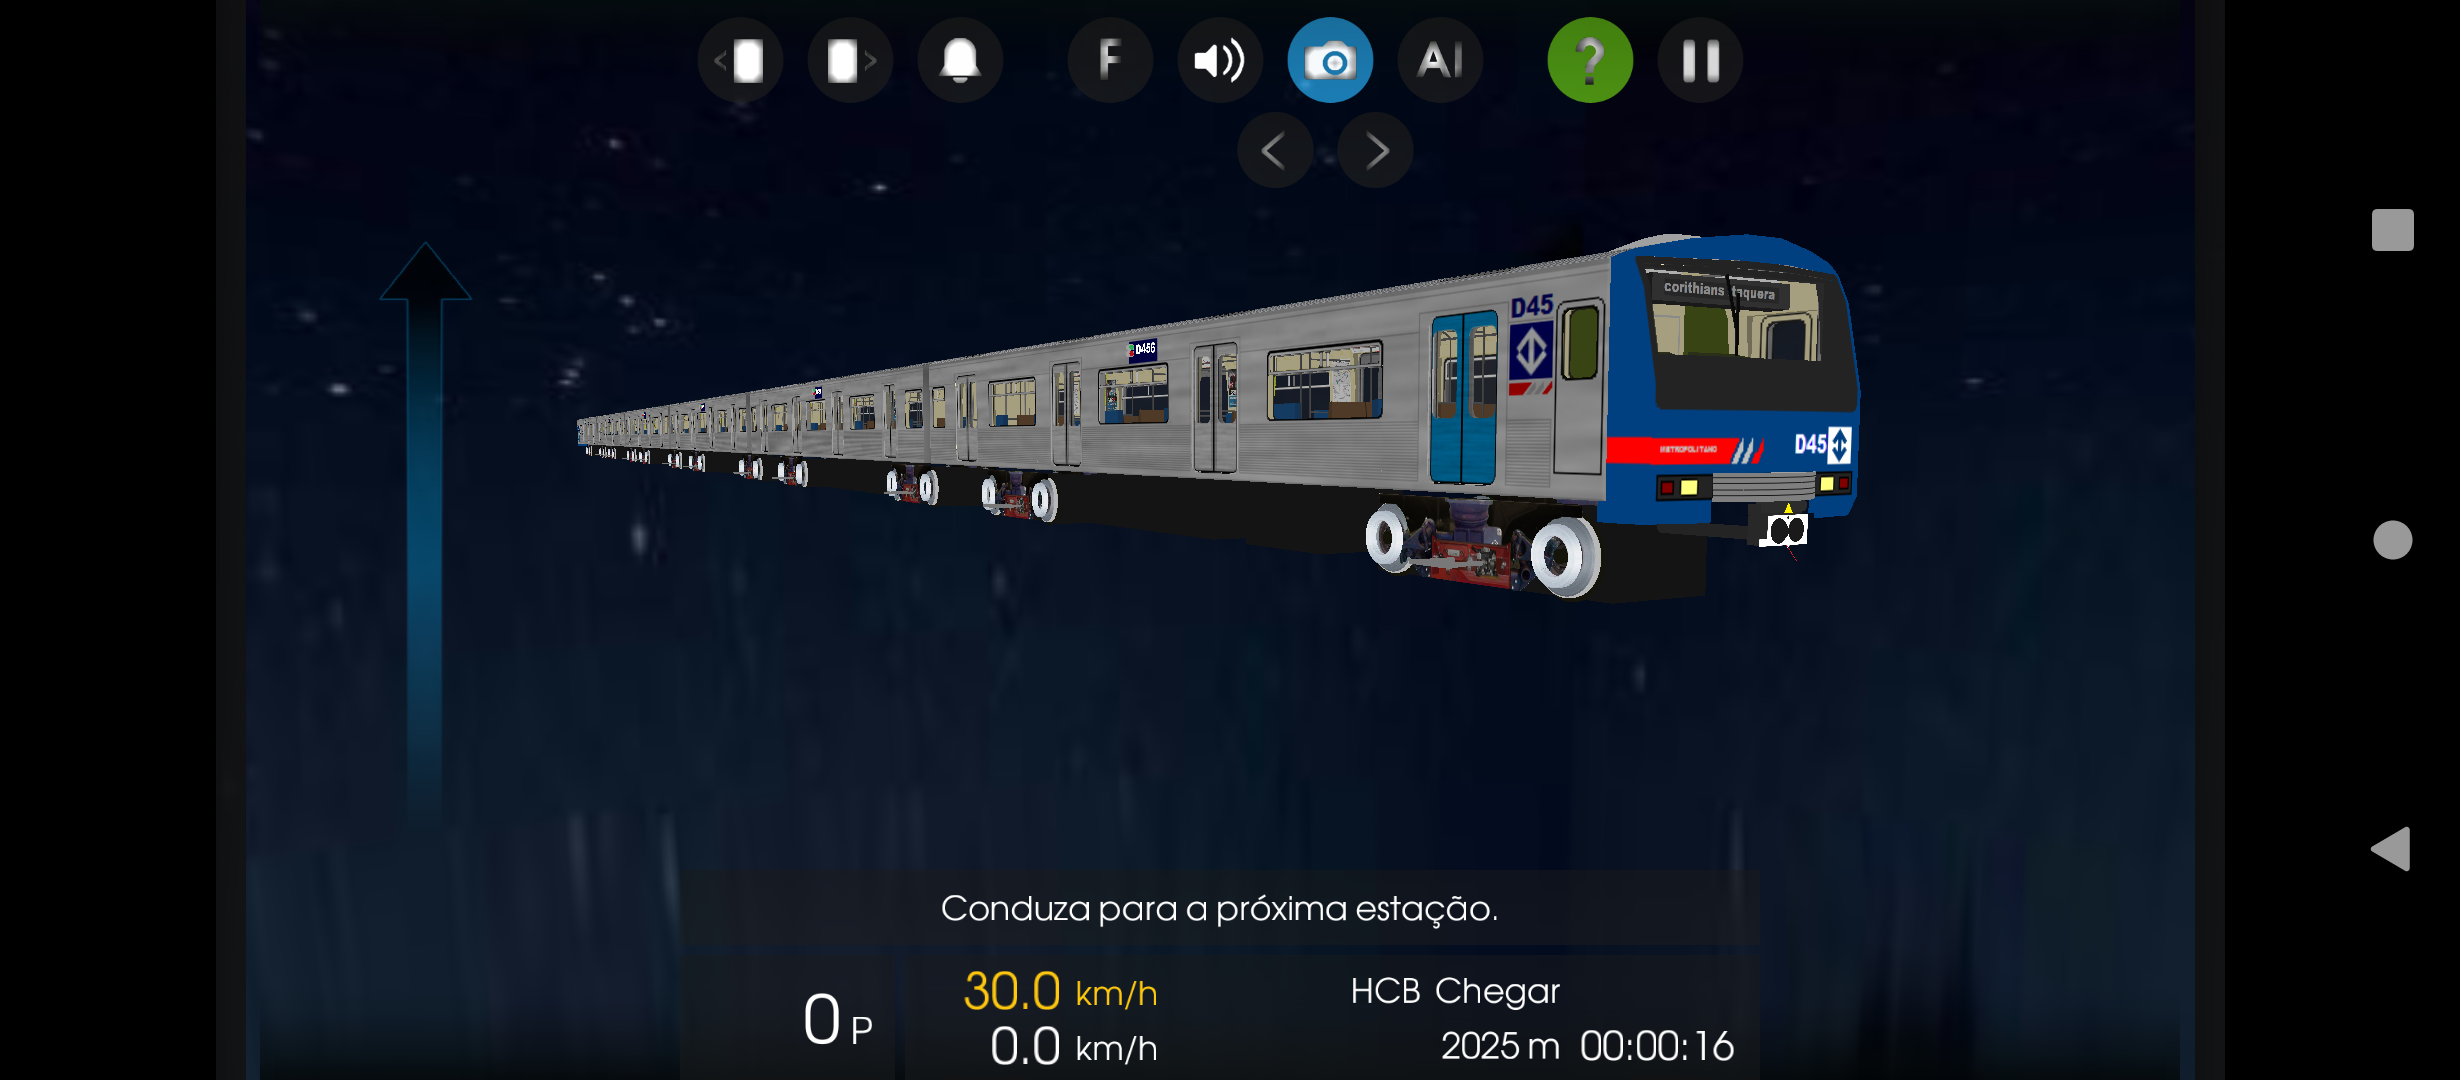 F
AI
?
corithians itaquera
D45
D456
METROPOLITANO
D45
Conduza para a próxima estação.
0 P
30.0 km/h
0.0 km/h
HCB Chegar
2025 m 00:00:16